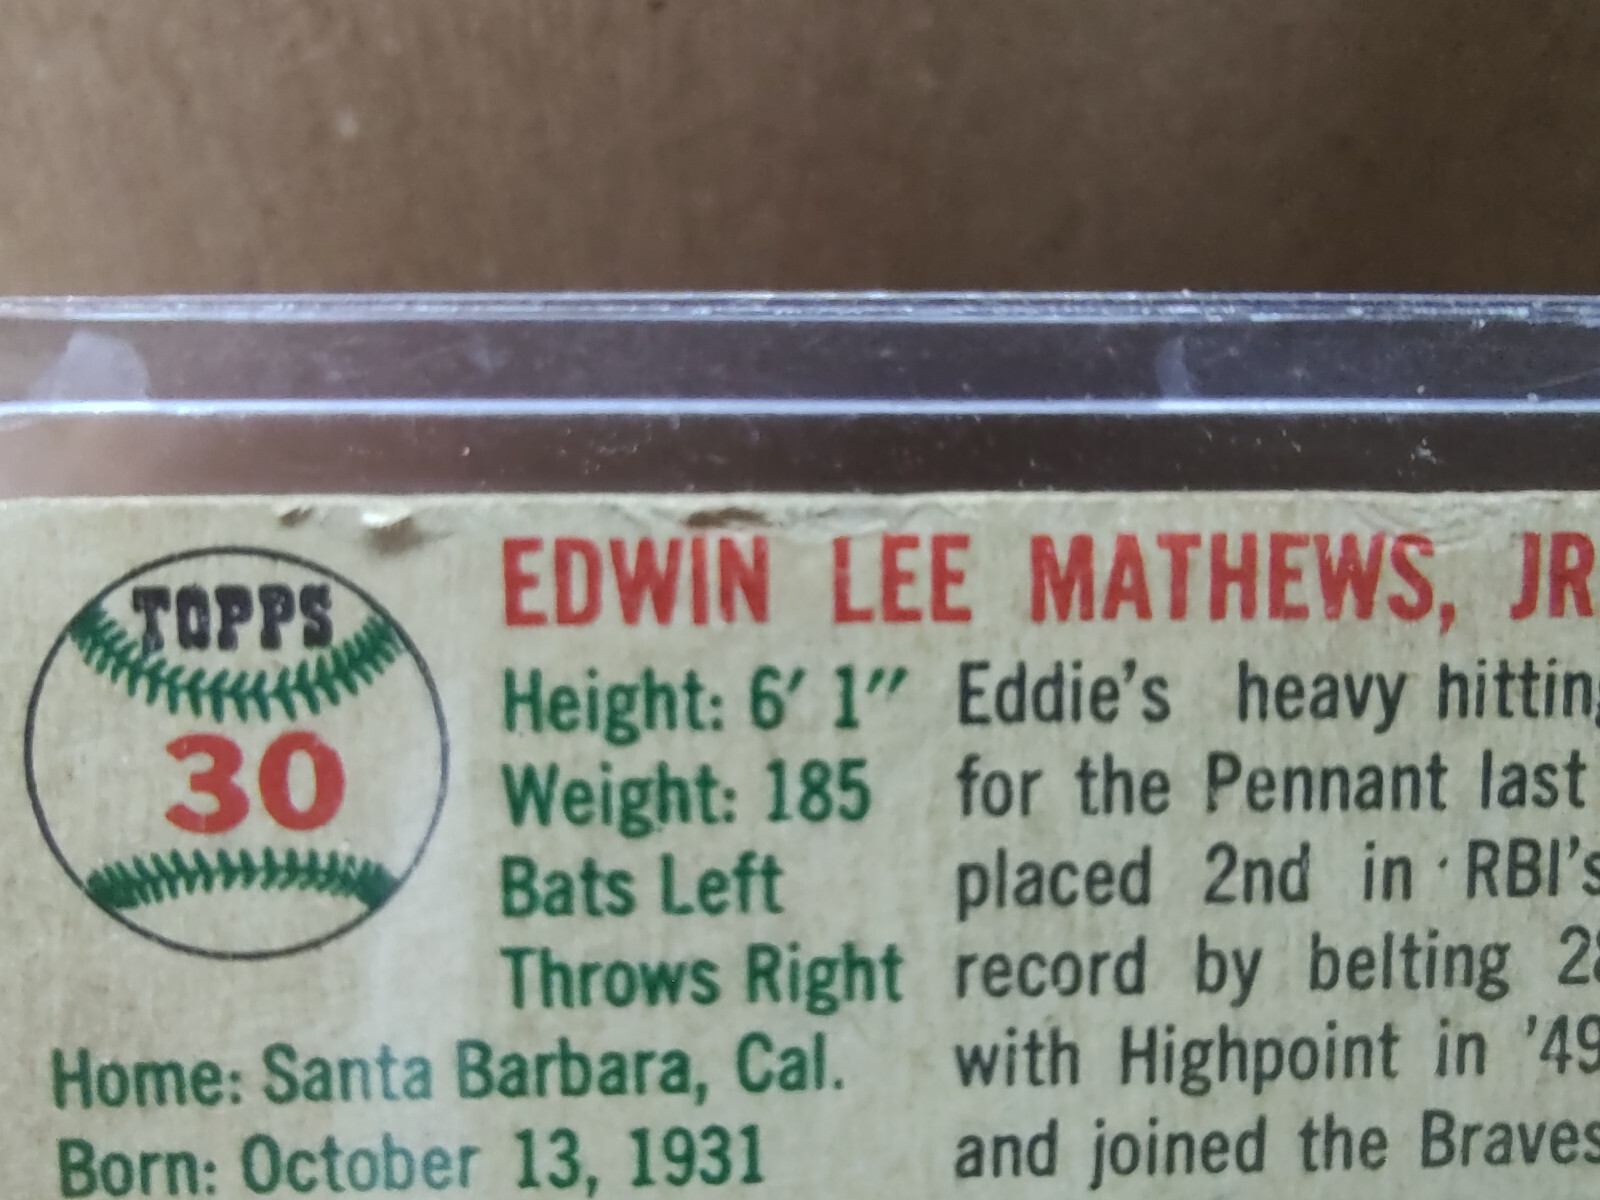 TOPPS
30
EDWIN LEE MATHEWS, JR
Height: 6' 1"
Weight: 185
Bats Left
Throws Right
Home: Santa Barbara, Cal.
Born: October 13, 1931
Eddie's heavy hitting
for the Pennant last
placed 2nd in RBI's
record by belting 28
with Highpoint in '49
and joined the Braves